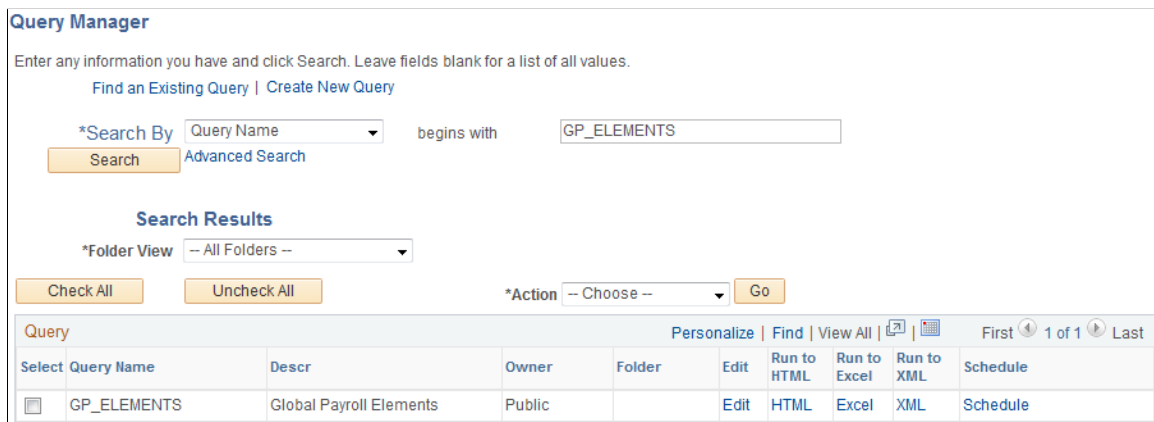 Query Manager
Enter any information you have and click Search. Leave fields blank for a list of all values.
Find an Existing Query | Create New Query
*Search By Query Name begins with GP_ELEMENTS
Search Advanced Search
Search Results
*Folder View -- All Folders --
Check All Uncheck All *Action -- Choose -- Go
Query Personalize | Find | View All | | First 1 of 1 Last
Select Query Name Descr Owner Folder Edit Run to HTML Run to Excel Run to XML Schedule
GP_ELEMENTS Global Payroll Elements Public Edit HTML Excel XML Schedule